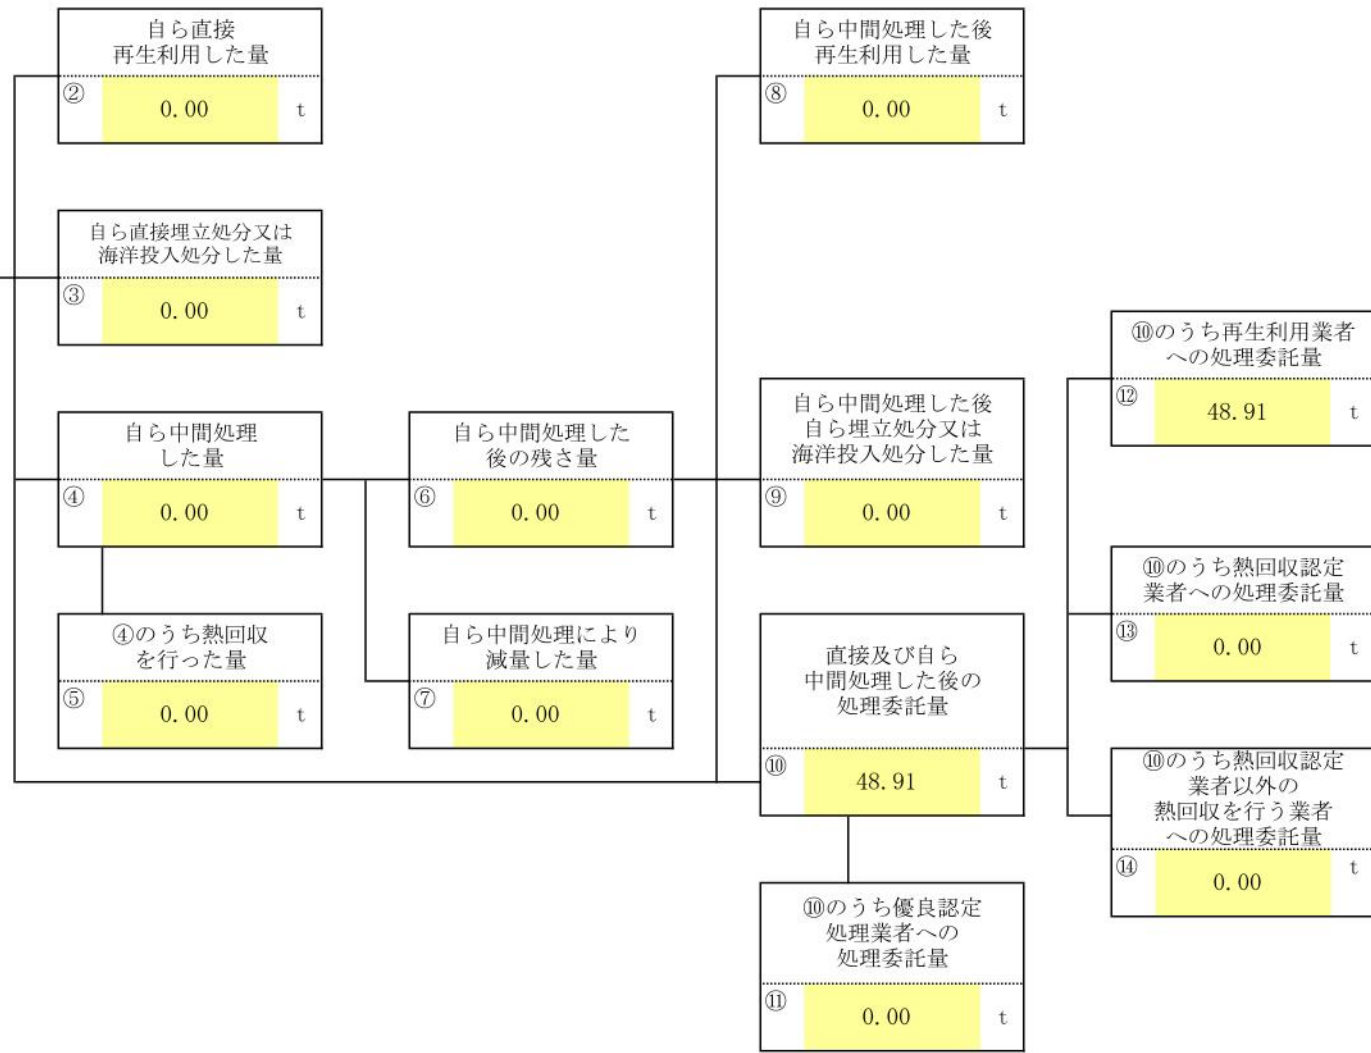 自ら直接
再生利用した量
② 0.00 t
自ら直接埋立処分又は
海洋投入処分した量
③ 0.00 t
自ら中間処理
した量
④ 0.00 t
④のうち熱回収
を行った量
⑤ 0.00 t
自ら中間処理した
後の残さ量
⑥ 0.00 t
自ら中間処理により
減量した量
⑦ 0.00 t
自ら中間処理した後
再生利用した量
⑧ 0.00 t
自ら中間処理した後
自ら埋立処分又は
海洋投入処分した量
⑨ 0.00 t
直接及び自ら
中間処理した後の
処理委託量
⑩ 48.91 t
⑩のうち優良認定
処理業者への
処理委託量
⑪ 0.00 t
⑩のうち再生利用業者
への処理委託量
⑫ 48.91 t
⑩のうち熱回収認定
業者への処理委託量
⑬ 0.00 t
⑩のうち熱回収認定
業者以外の
熱回収を行う業者
への処理委託量
⑭ 0.00 t